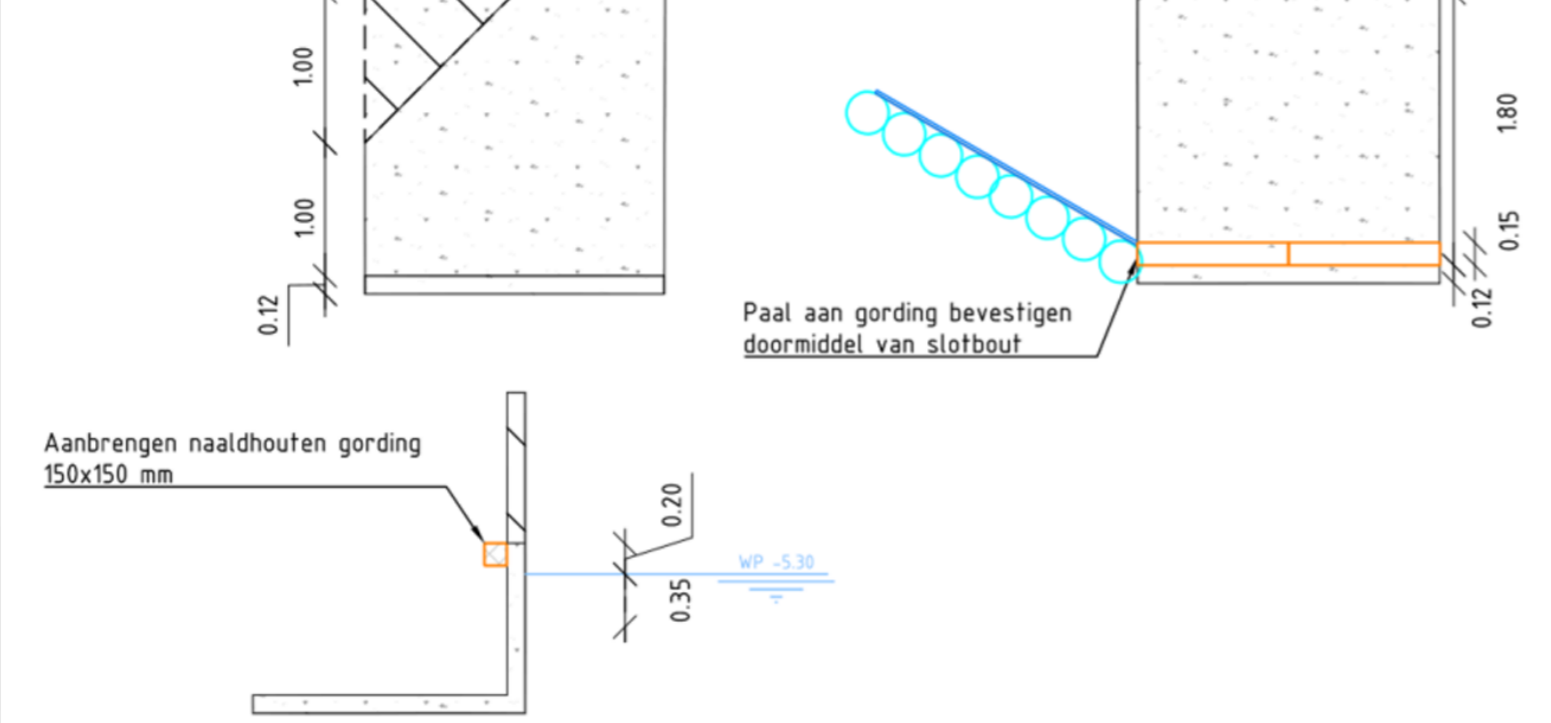 1.00
1.00
0.12
1.80
0.15
0.12
Paal aan gording bevestigen
doormiddel van slotbout
Aanbrengen naaldhouten gording
150x150 mm
0.20
WP -5.30
0.35